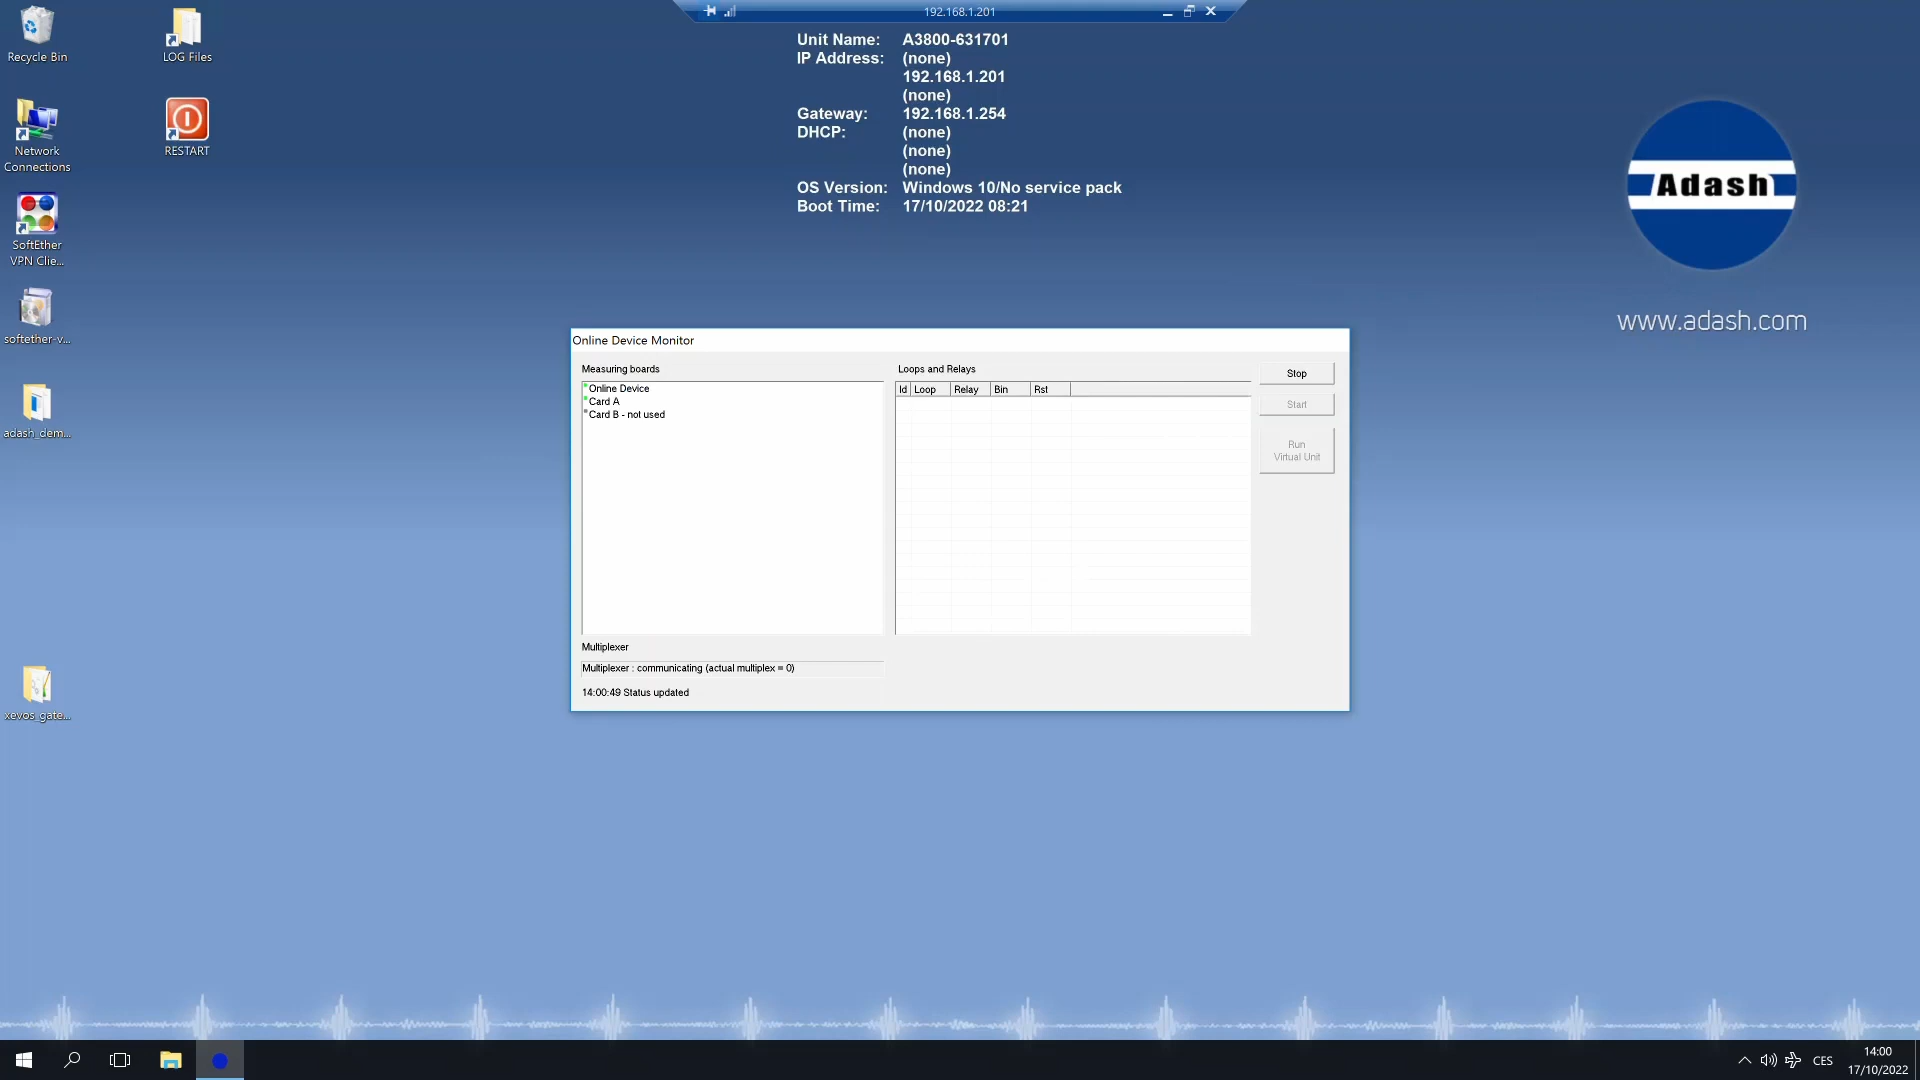 192.168.1.201
Recycle Bin
LOG Files
Network
Connections
RESTART
SoftEther
VPN Clie...
softether-v...
adash_dem...
xevos_gate...
Unit Name: A3800-631701
IP Address: (none)
192.168.1.201
(none)
Gateway: 192.168.1.254
DHCP: (none)
(none)
(none)
OS Version: Windows 10/No service pack
Boot Time: 17/10/2022 08:21
Adash
www.adash.com
Online Device Monitor
Measuring boards
Online Device
Card A
Card B - not used
Loops and Relays
Id Loop Relay Bin Rst
Stop
Start
Run
Virtual Unit
Multiplexer
Multiplexer : communicating (actual multiplex = 0)
14:00:49 Status updated
CES
14:00
17/10/2022